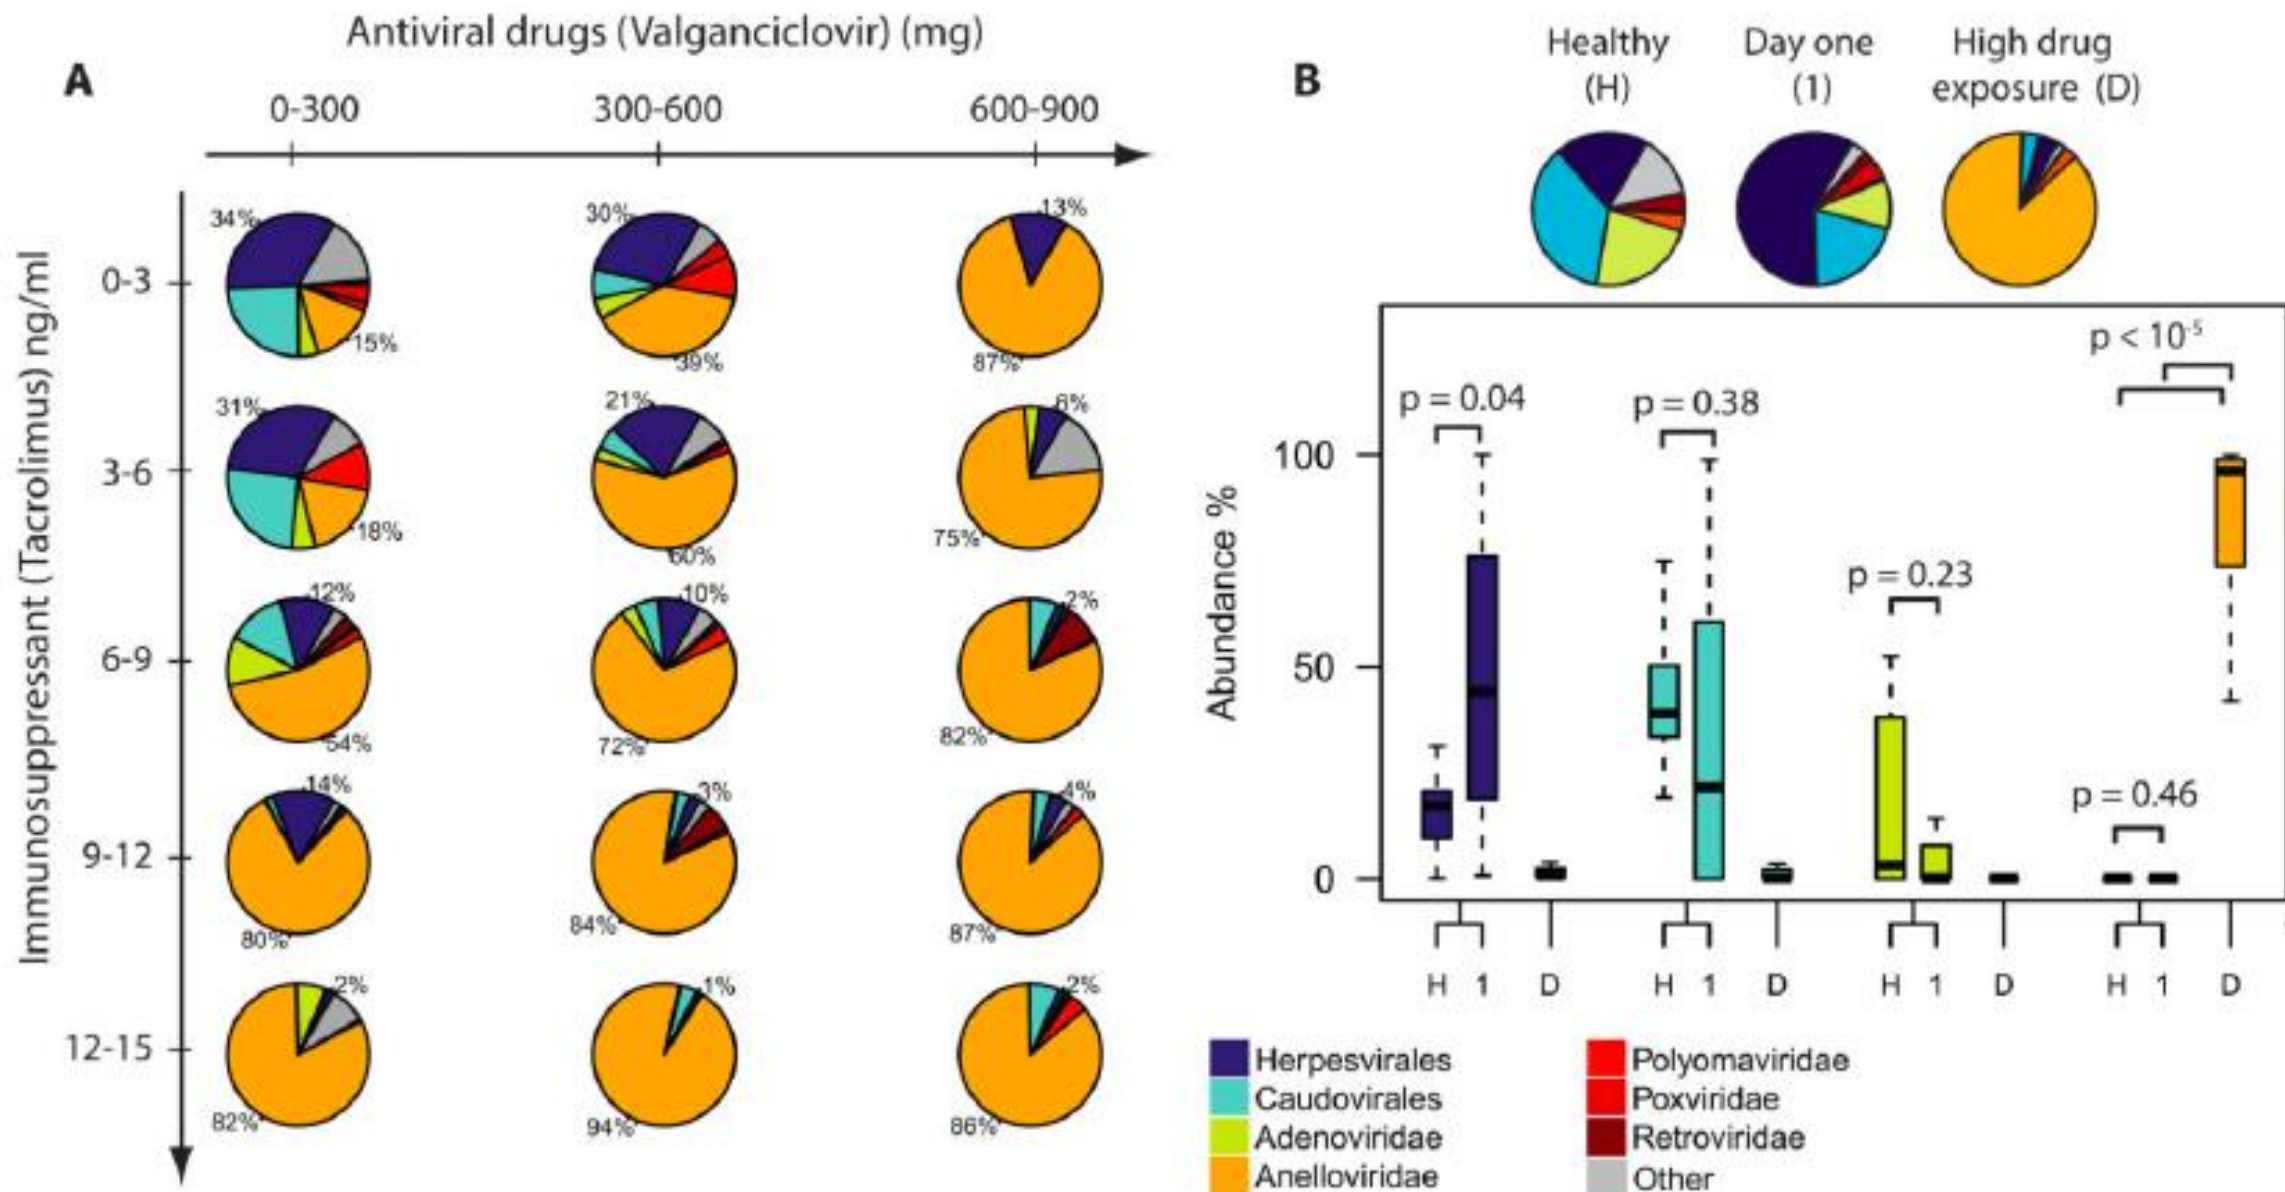 Antiviral drugs (Valganciclovir) (mg)
A
0-300 300-600 600-900
Immunosuppressant (Tacrolimus) ng/ml
0-3
34%
15%
30%
39%
13%
87%
3-6
31%
18%
21%
60%
6%
75%
6-9
12%
54%
10%
72%
2%
82%
9-12
14%
80%
3%
84%
4%
87%
12-15
2%
82%
1%
94%
2%
86%
B
Healthy
(H)
Day one
(1)
High drug
exposure (D)
Abundance %
100
50
0
p = 0.04
p = 0.38
p = 0.23
p = 0.46
p < 10⁻⁵
H 1 D H 1 D H 1 D H 1 D
Herpesvirales
Caudovirales
Adenoviridae
Anelloviridae
Polyomaviridae
Poxviridae
Retroviridae
Other